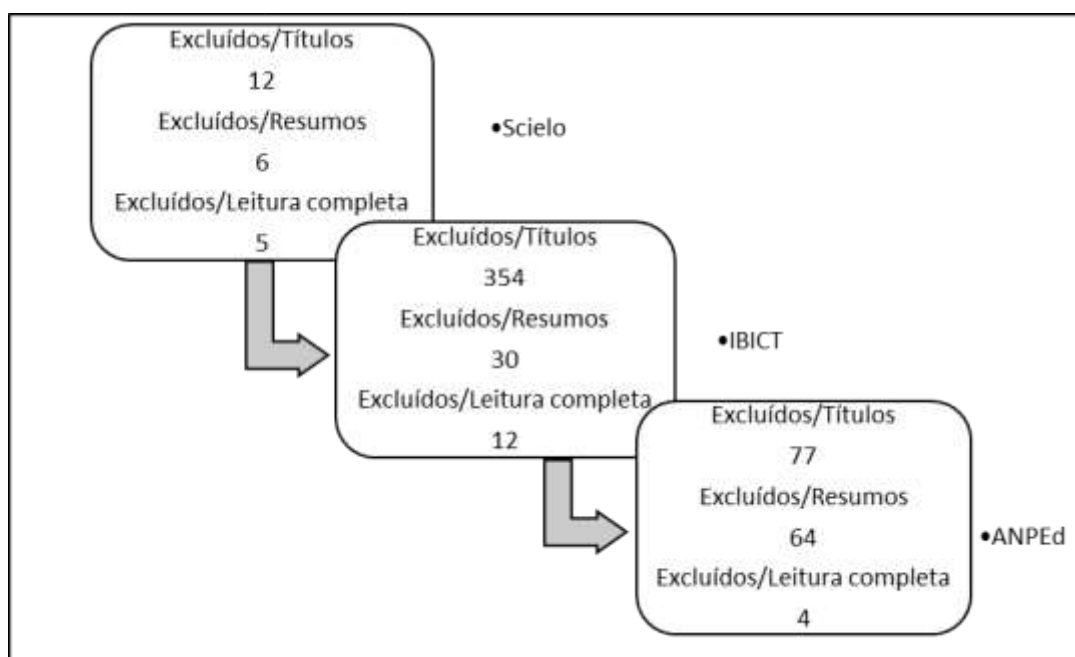 Excluídos/Títulos
12
Excluídos/Resumos
6
Excluídos/Leitura completa
5
•Scielo
Excluídos/Títulos
354
Excluídos/Resumos
30
Excluídos/Leitura completa
12
•IBICT
Excluídos/Títulos
77
Excluídos/Resumos
64
Excluídos/Leitura completa
4
•ANPEd